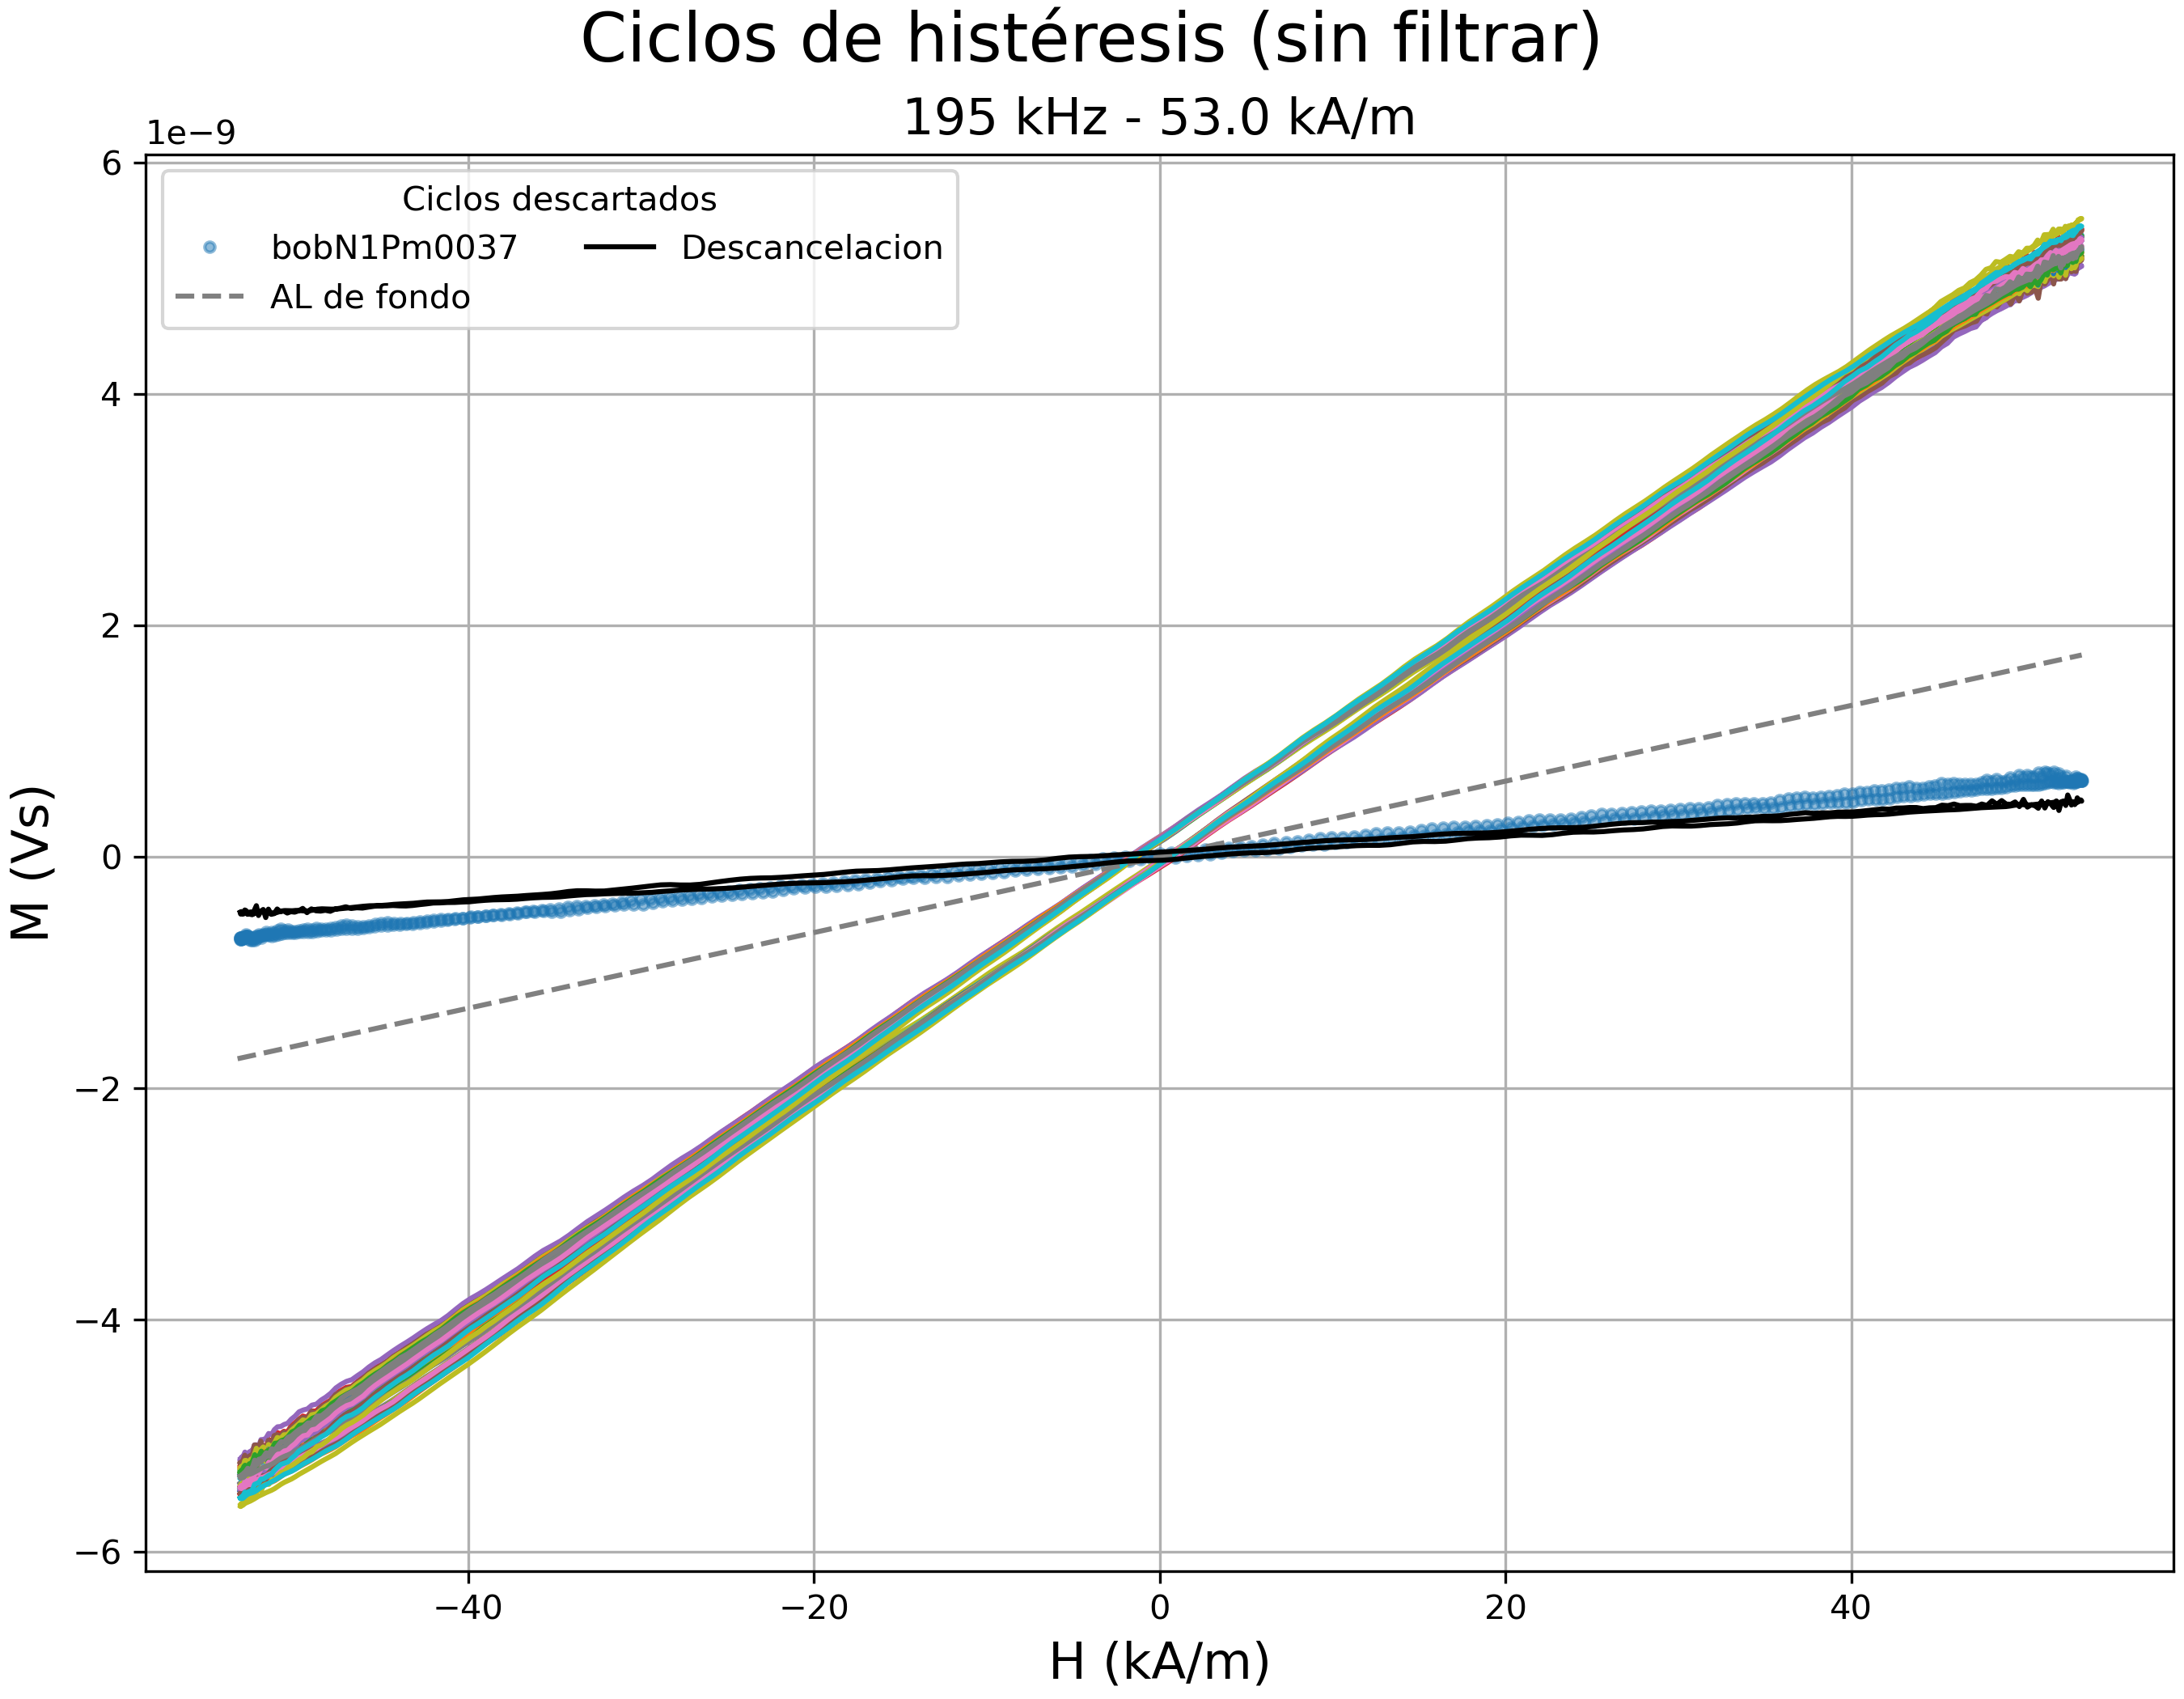 Ciclos de histéresis (sin filtrar)
195 kHz - 53.0 kA/m
1e−9
Ciclos descartados
bobN1Pm0037
Descancelacion
AL de fondo
6
4
2
0
−2
−4
−6
M (Vs)
−40
−20
0
20
40
H (kA/m)